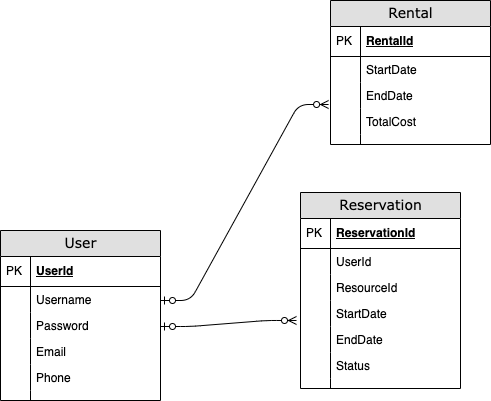 Rental
PK RentalId
StartDate
EndDate
TotalCost
Reservation
PK ReservationId
UserId
ResourceId
StartDate
EndDate
Status
User
PK UserId
Username
Password
Email
Phone